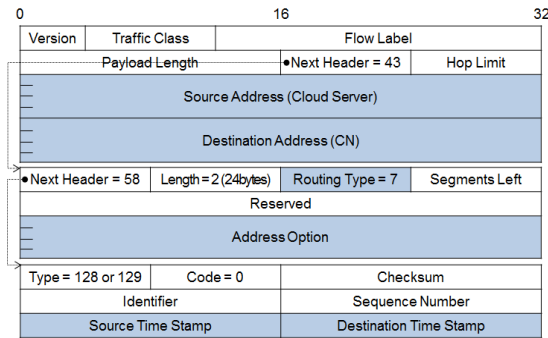 0 16 32
Version Traffic Class Flow Label
Payload Length Next Header = 43 Hop Limit
Source Address (Cloud Server)
Destination Address (CN)
Next Header = 58 Length = 2 (24bytes) Routing Type = 7 Segments Left
Reserved
Address Option
Type = 128 or 129 Code = 0 Checksum
Identifier Sequence Number
Source Time Stamp Destination Time Stamp